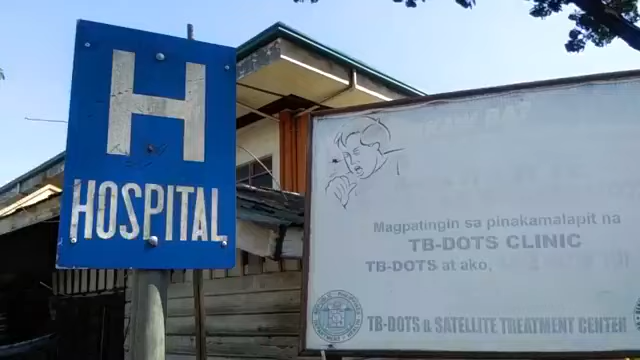 H
HOSPITAL
Magpatingin sa pinakamalapit na
TB-DOTS CLINIC
TB-DOTS at ako,
TB-DOTS & SATELLITE TREATMENT CENTER